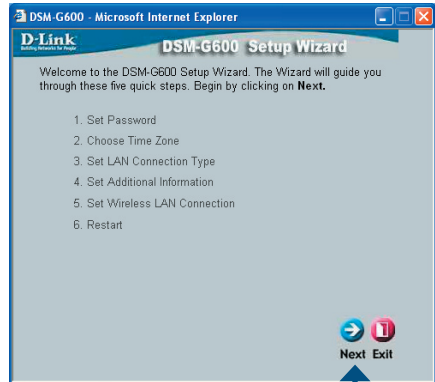 DSM-G600 - Microsoft Internet Explorer
D-Link
Building Networks for People
DSM-G600 Setup Wizard
Welcome to the DSM-G600 Setup Wizard. The Wizard will guide you
through these five quick steps. Begin by clicking on Next.
1. Set Password
2. Choose Time Zone
3. Set LAN Connection Type
4. Set Additional Information
5. Set Wireless LAN Connection
6. Restart
Next Exit